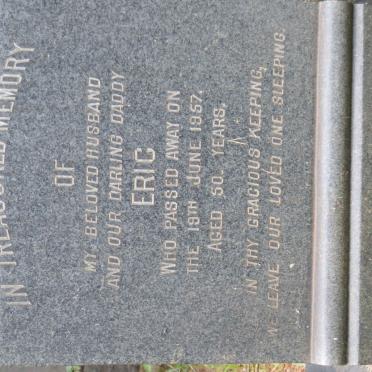 IN TREASURED MEMORY
OF
MY BELOVED HUSBAND
AND OUR DARLING DADDY
ERIC
WHO PASSED AWAY ON
THE 19TH JUNE 1957,
AGED 50 YEARS.
IN THY GRACIOUS KEEPING,
WE LEAVE OUR LOVED ONE SLEEPING.